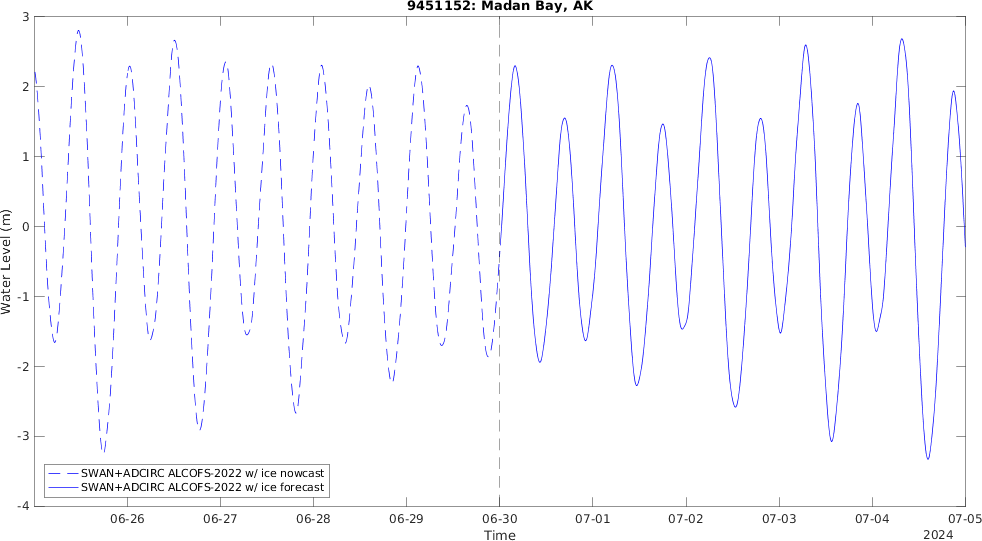 9451152: Madan Bay, AK
Water Level (m)
3
2
1
0
-1
-2
-3
-4
SWAN+ADCIRC ALCOFS-2022 w/ ice nowcast
SWAN+ADCIRC ALCOFS-2022 w/ ice forecast
06-26 06-27 06-28 06-29 06-30 07-01 07-02 07-03 07-04 07-05
Time
2024